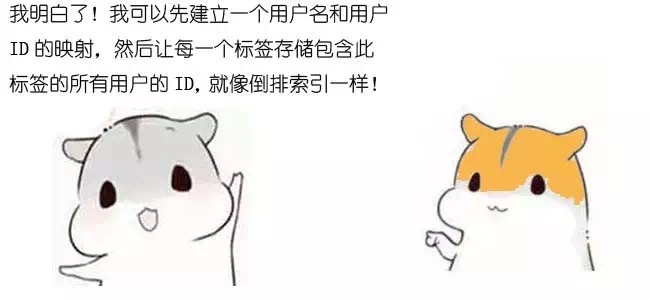 我明白了！我可以先建立一个用户名和用户
ID 的映射，然后让每一个标签存储包含此
标签的所有用户的 ID，就像倒排索引一样！